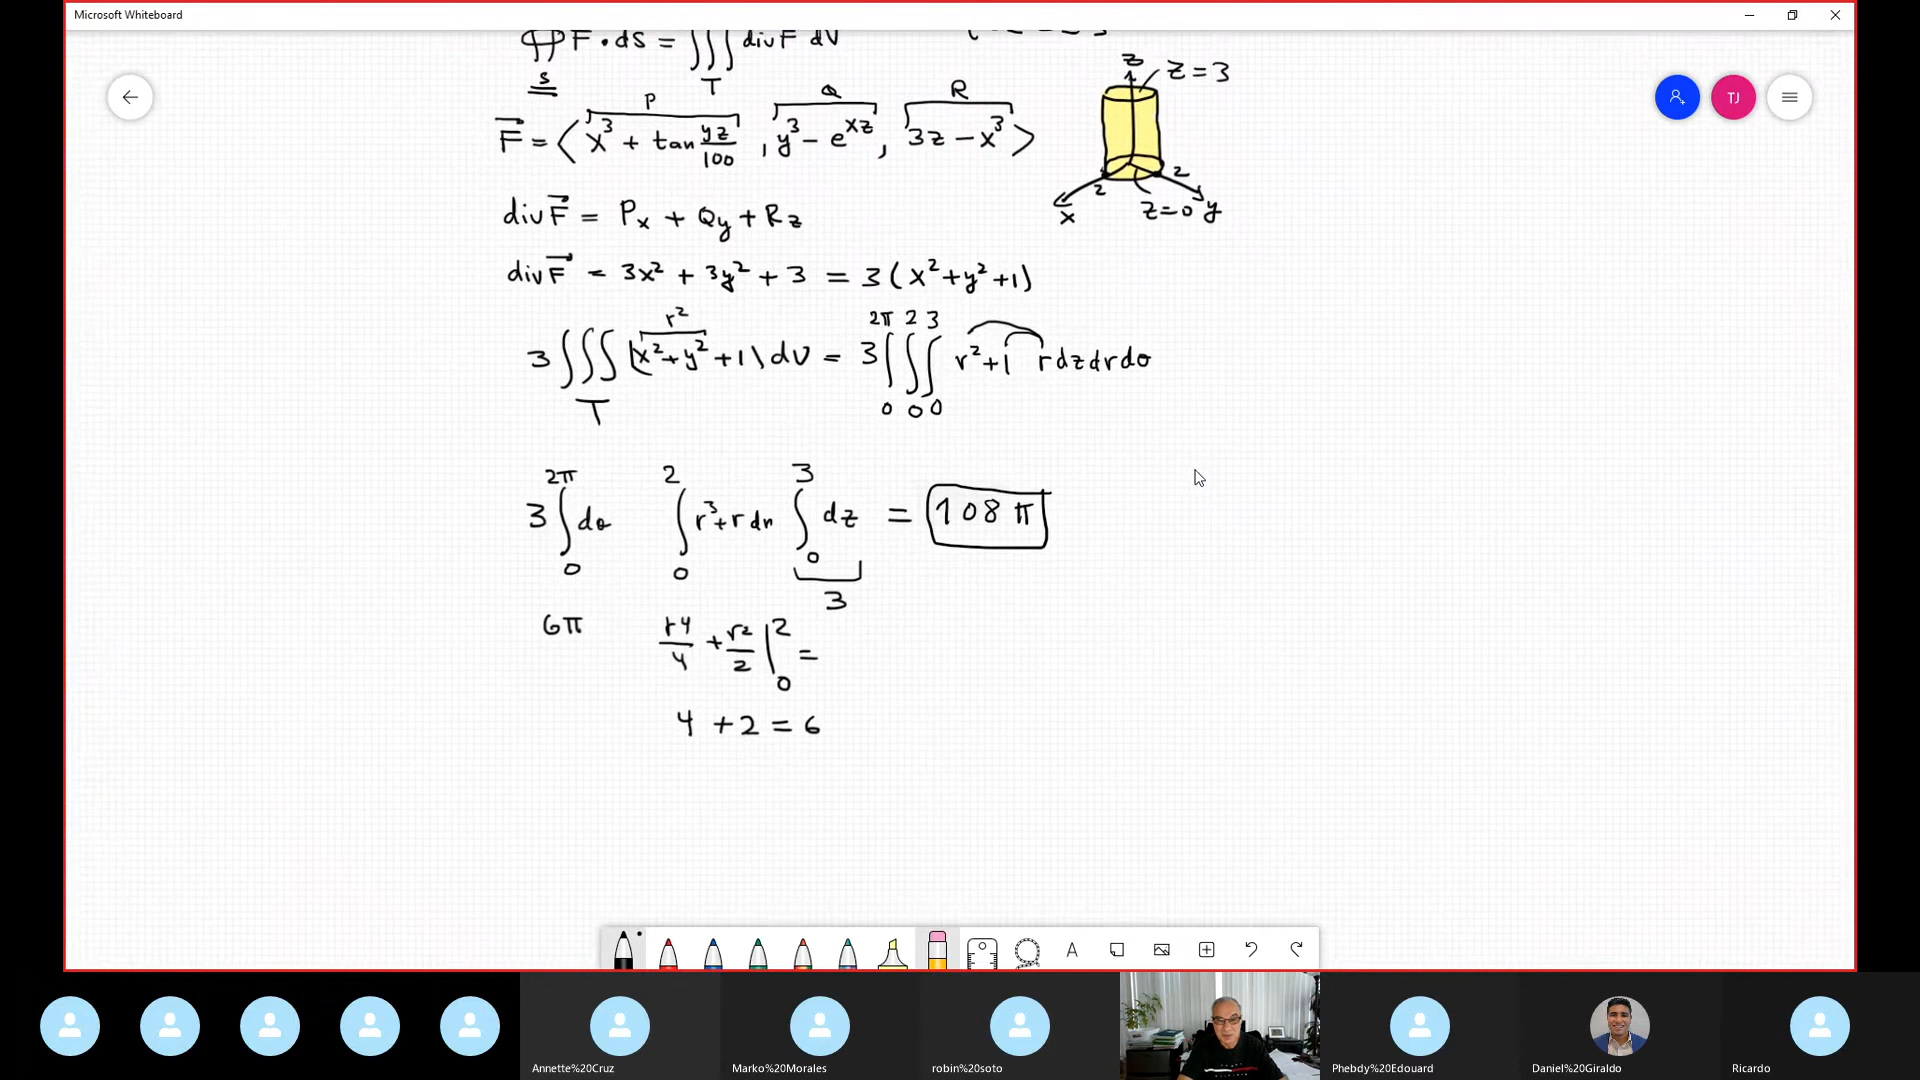 Microsoft Whiteboard
∯ F • ds = ∭ div F dV
S T
z
z = 3
P Q R
F⃗ = ⟨ x³ + tan yz/100 , y³ − e^xz , 3z − x³ ⟩
2 2
x z=0 y
TJ
div F⃗ = Px + Qy + Rz
div F⃗ = 3x² + 3y² + 3 = 3(x² + y² + 1)
r² 2π 2 3
3 ∭ (x² + y² + 1) dV = 3 ∫∫∫ r² + 1 r dz dr dθ
T 0 0 0
2π 2 3
3 ∫ dθ ∫ r³ + r dr ∫ dz = 108 π
0 0 0
3
6π r4/4 + r²/2 |2 0 =
4 + 2 = 6
A
Annette%20Cruz
Marko%20Morales
robin%20soto
Phebdy%20Edouard
Daniel%20Giraldo
Ricardo